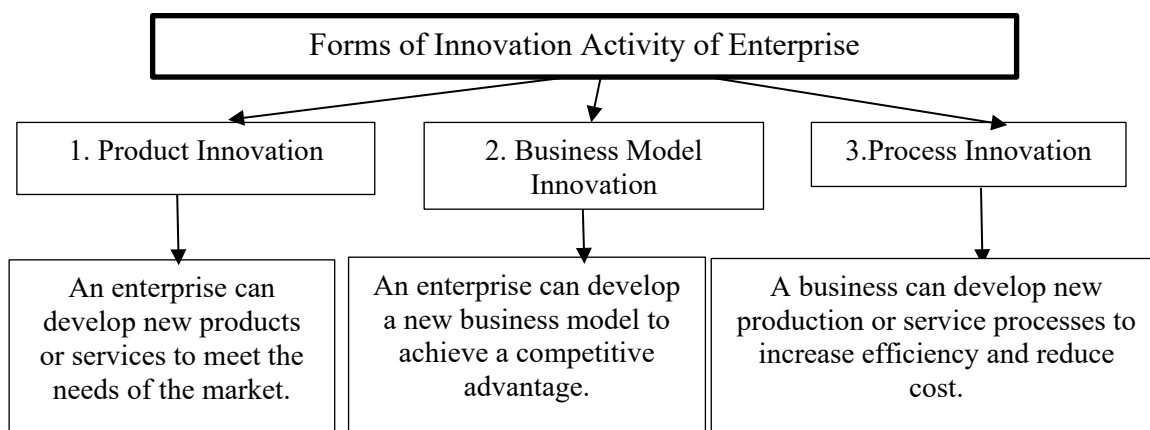 Forms of Innovation Activity of Enterprise
1. Product Innovation
2. Business Model
Innovation
3.Process Innovation
An enterprise can
develop new products
or services to meet the
needs of the market.
An enterprise can develop
a new business model to
achieve a competitive
advantage.
A business can develop new
production or service processes to
increase efficiency and reduce
cost.